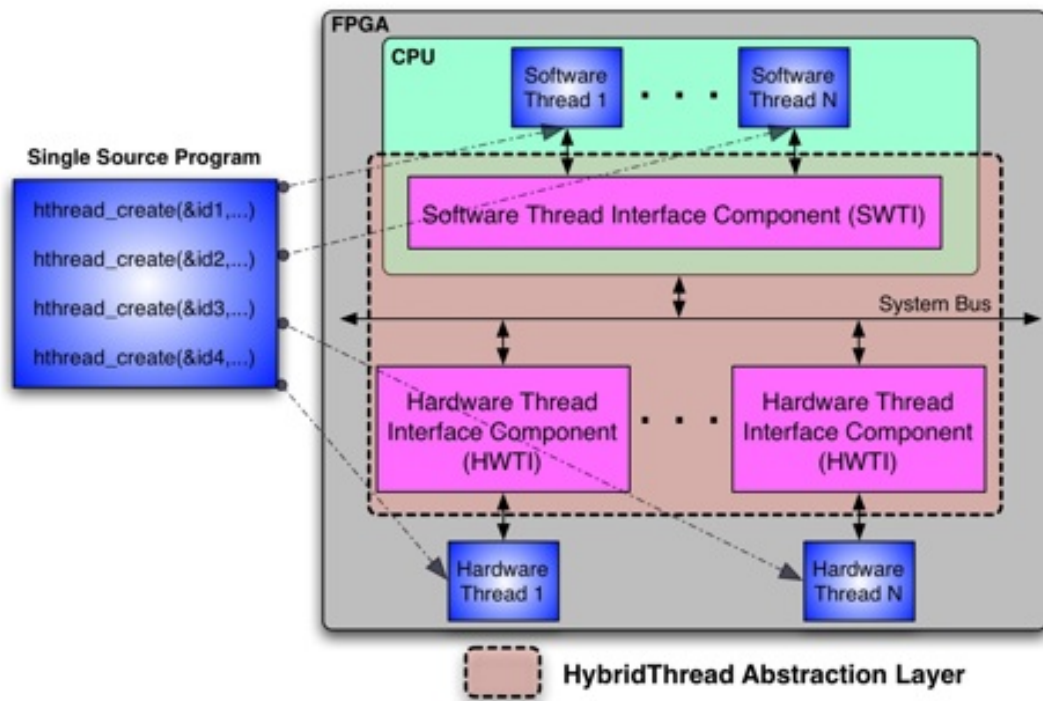 FPGA
CPU
Software
Thread 1
Software
Thread N
Single Source Program
hthread_create(&id1,...)
hthread_create(&id2,...)
hthread_create(&id3,...)
hthread_create(&id4,...)
Software Thread Interface Component (SWTI)
System Bus
Hardware Thread
Interface Component
(HWTI)
Hardware Thread
Interface Component
(HWTI)
Hardware
Thread 1
Hardware
Thread N
HybridThread Abstraction Layer